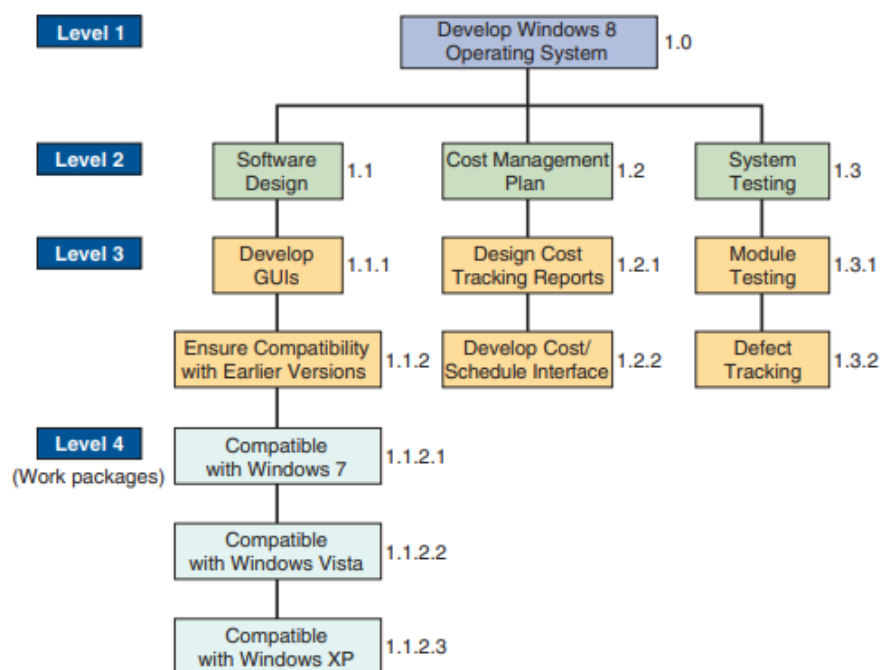 Level 1
Develop Windows 8
Operating System
1.0
Level 2
Software
Design
1.1
Cost Management
Plan
1.2
System
Testing
1.3
Level 3
Develop
GUIs
1.1.1
Design Cost
Tracking Reports
1.2.1
Module
Testing
1.3.1
Ensure Compatibility
with Earlier Versions
1.1.2
Develop Cost/
Schedule Interface
1.2.2
Defect
Tracking
1.3.2
Level 4
(Work packages)
Compatible
with Windows 7
1.1.2.1
Compatible
with Windows Vista
1.1.2.2
Compatible
with Windows XP
1.1.2.3